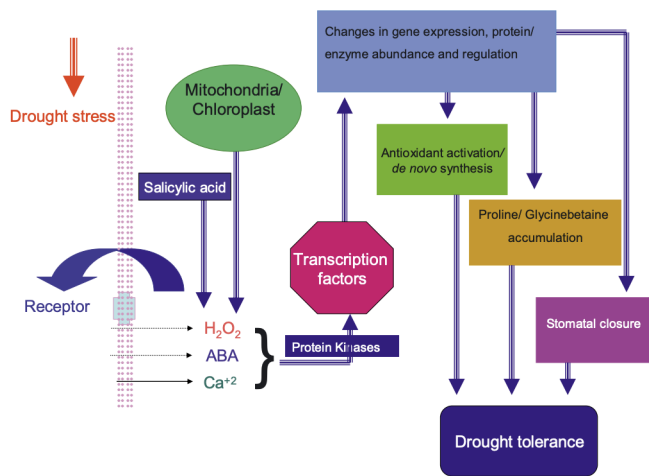 Changes in gene expression, protein/
enzyme abundance and regulation
Drought stress
Mitochondria/
Chloroplast
Antioxidant activation/
de novo synthesis
Salicylic acid
Proline/ Glycinebetaine
accumulation
Transcription
factors
Receptor
H₂O₂
ABA
Ca⁺²
}
Protein Kinases
Stomatal closure
Drought tolerance